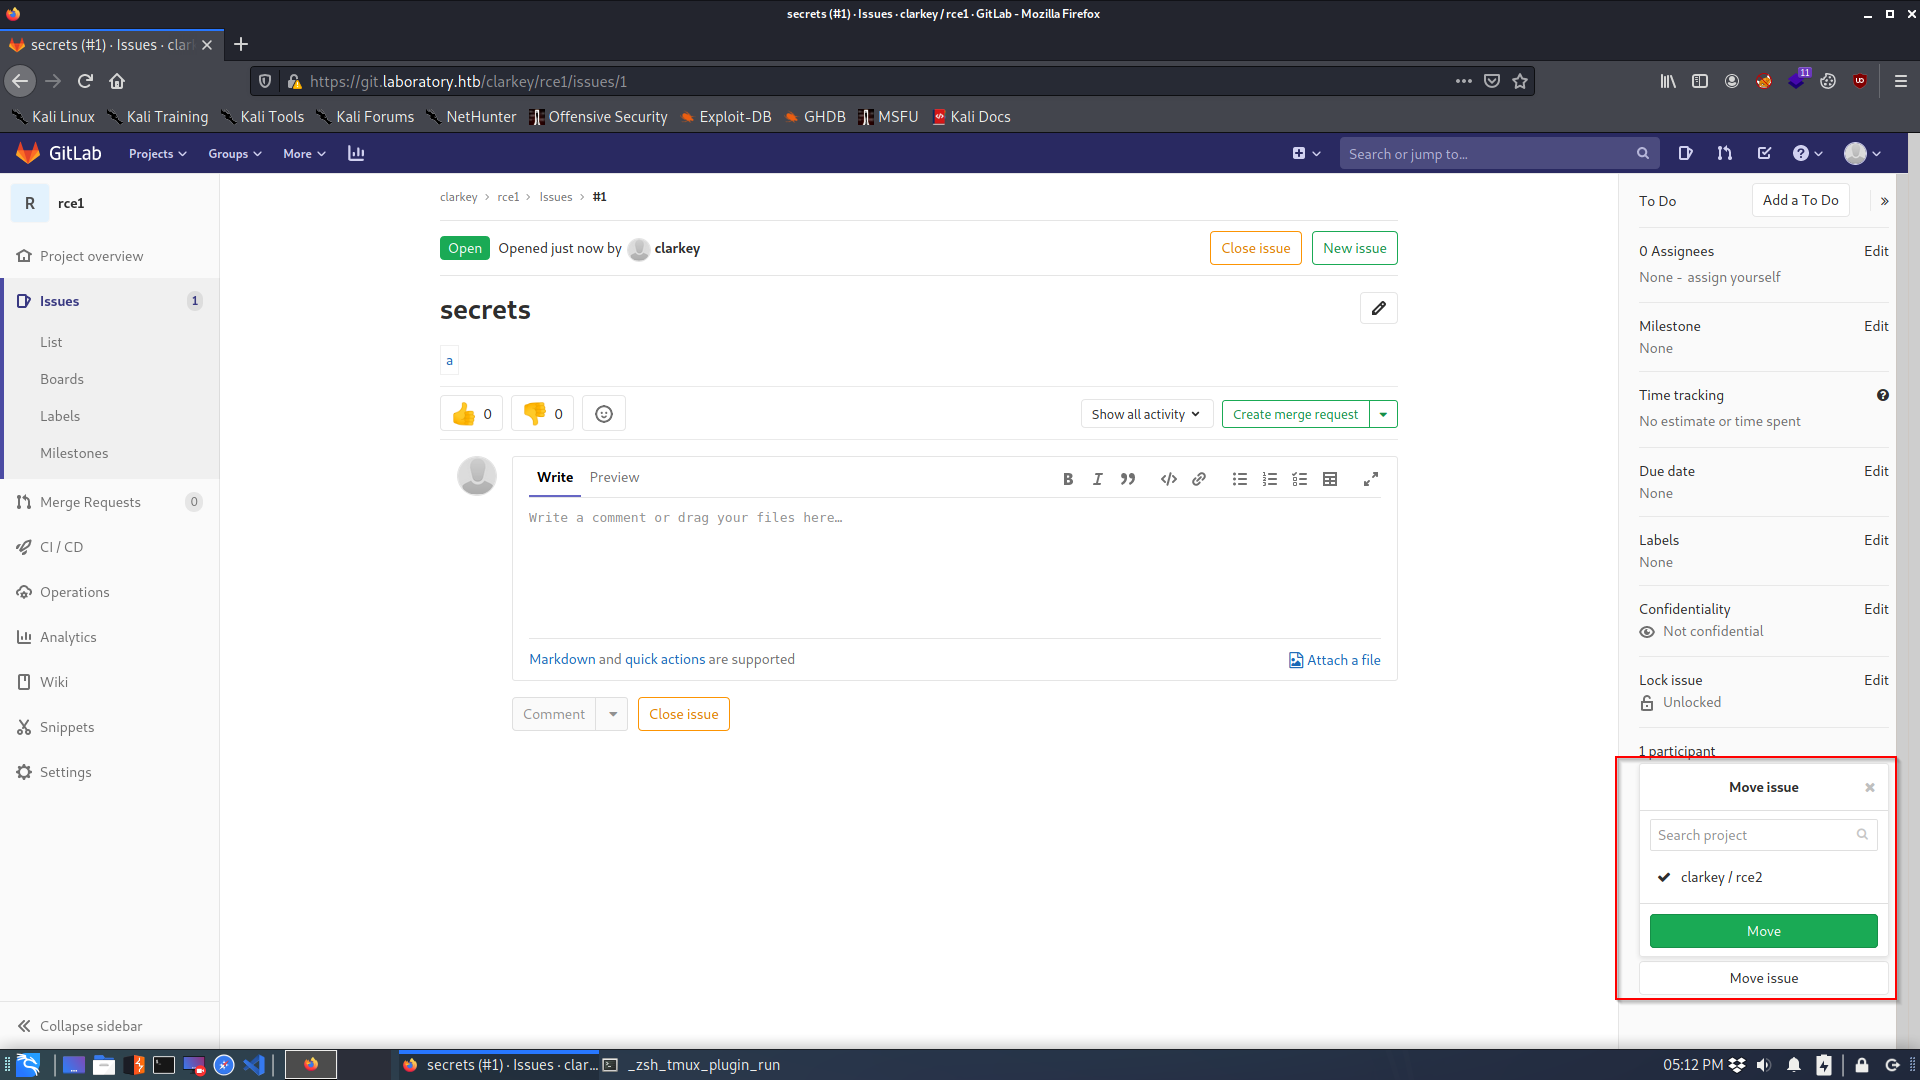 secrets (#1) · Issues · clarkey / rce1 · GitLab - Mozilla Firefox
secrets (#1) · Issues · clar
https://git.laboratory.htb/clarkey/rce1/issues/1
11
Kali Linux Kali Training Kali Tools Kali Forums NetHunter Offensive Security Exploit-DB GHDB MSFU Kali Docs
GitLab Projects Groups More Search or jump to…
R rce1
Project overview
Issues 1
List
Boards
Labels
Milestones
Merge Requests 0
CI / CD
Operations
Analytics
Wiki
Snippets
Settings
Collapse sidebar
clarkey > rce1 > Issues > #1
Open Opened just now by clarkey Close issue New issue
secrets
a
0 0 Show all activity Create merge request
Write Preview
Write a comment or drag your files here…
Markdown and quick actions are supported Attach a file
Comment Close issue
To Do Add a To Do »
0 Assignees Edit
None - assign yourself
Milestone Edit
None
Time tracking
No estimate or time spent
Due date Edit
None
Labels Edit
None
Confidentiality Edit
Not confidential
Lock issue Edit
Unlocked
1 participant
Move issue
Search project
clarkey / rce2
Move
Move issue
secrets (#1) · Issues · clar... _zsh_tmux_plugin_run 05:12 PM